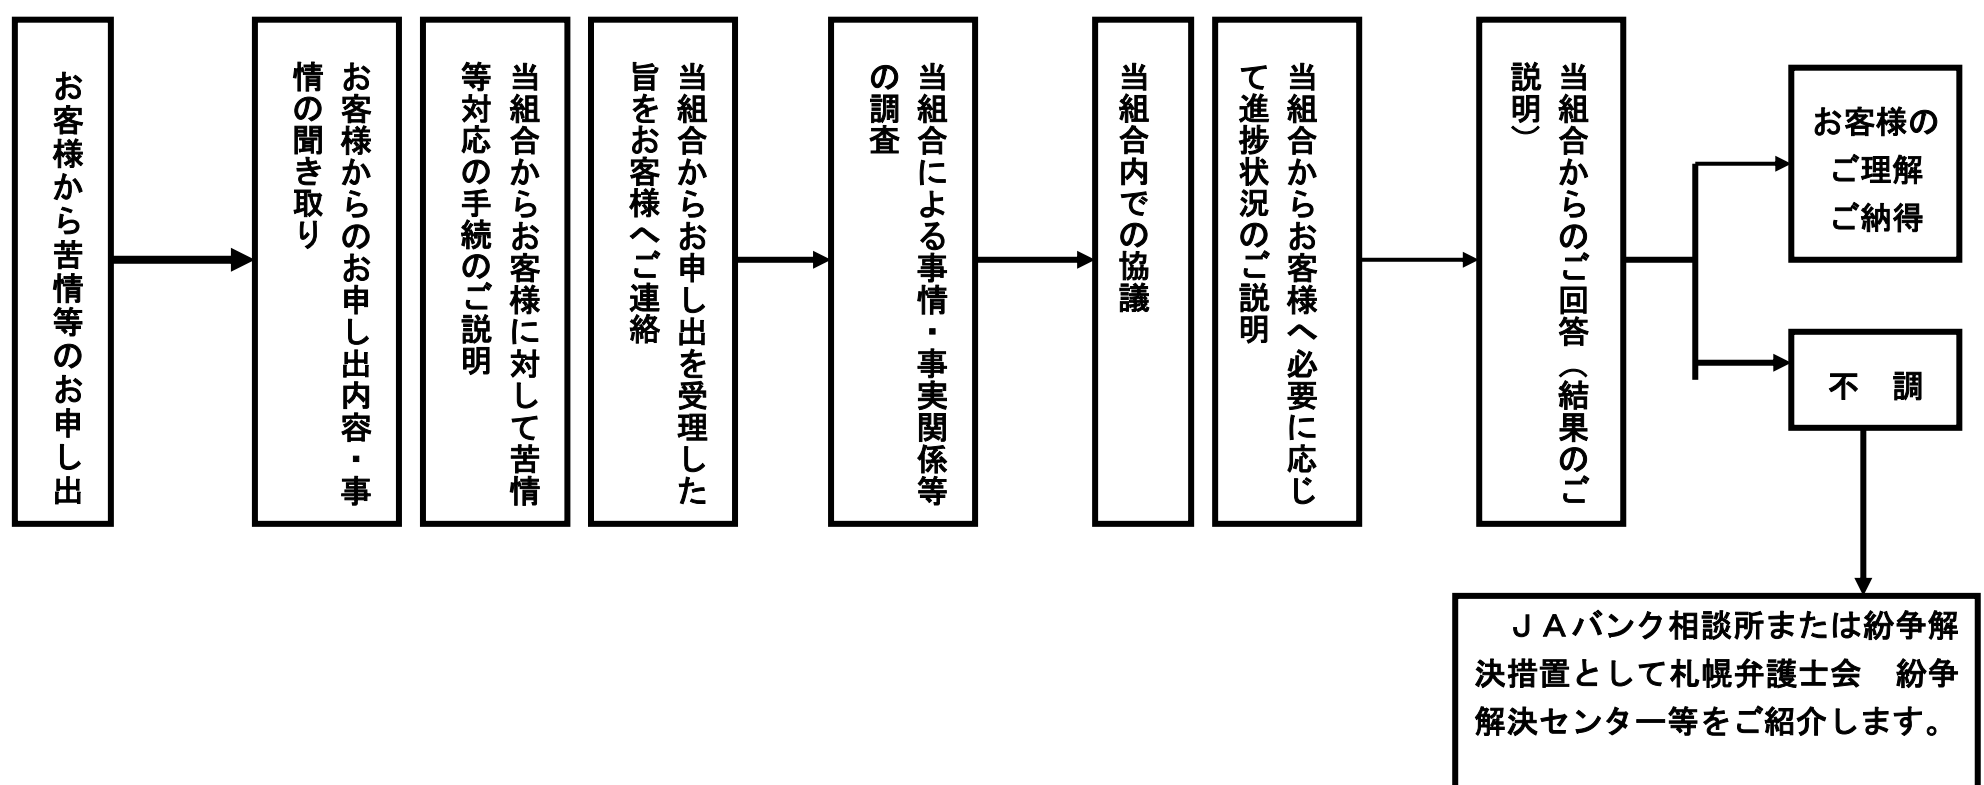 お客様から苦情等のお申し出
お客様からのお申し出内容・事
情の聞き取り
当組合からお客様に対して苦情
等対応の手続のご説明
当組合からお申し出を受理した
旨をお客様へご連絡
当組合による事情・事実関係等
の調査
当組合内での協議
当組合からお客様へ必要に応じ
て進捗状況のご説明
当組合からのご回答（結果のご
説明）
お客様の
ご理解
ご納得
不　調
ＪＡバンク相談所または紛争解
決措置として札幌弁護士会　紛争
解決センター等をご紹介します。